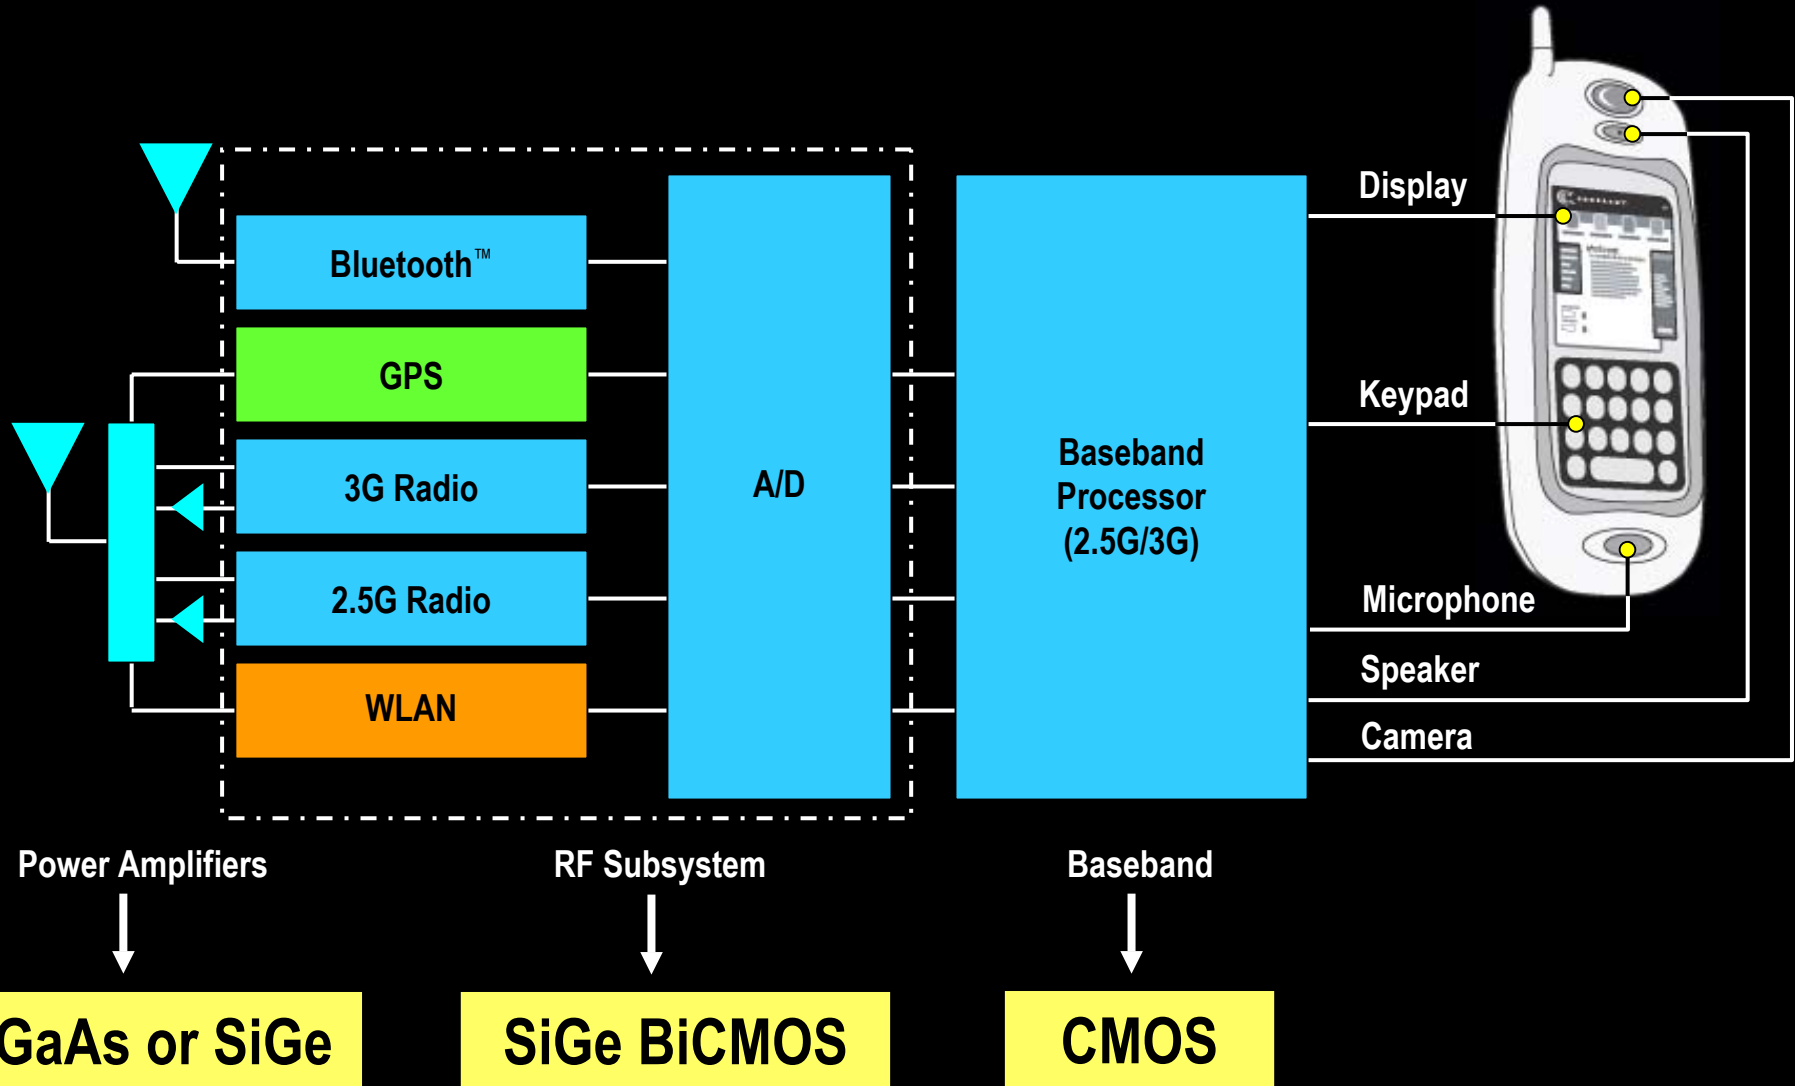 Display
Bluetooth™
GPS
Keypad
3G Radio
A/D
Baseband
Processor
(2.5G/3G)
2.5G Radio
Microphone
WLAN
Speaker
Camera
Power Amplifiers
RF Subsystem
Baseband
GaAs or SiGe
SiGe BiCMOS
CMOS